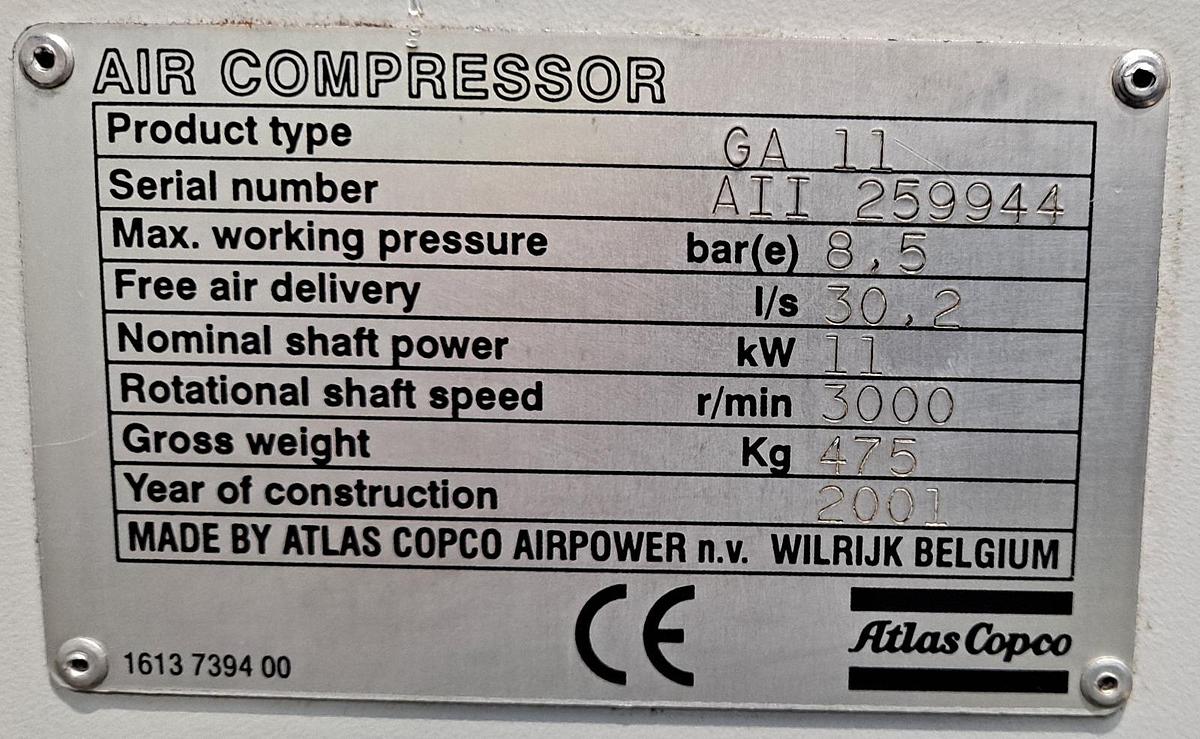 AIR COMPRESSOR
Product type GA 11
Serial number AII 259944
Max. working pressure bar(e) 8,5
Free air delivery l/s 30,2
Nominal shaft power kW 11
Rotational shaft speed r/min 3000
Gross weight Kg 475
Year of construction 2001
MADE BY ATLAS COPCO AIRPOWER n.v. WILRIJK BELGIUM
CE
Atlas Copco
1613 7394 00